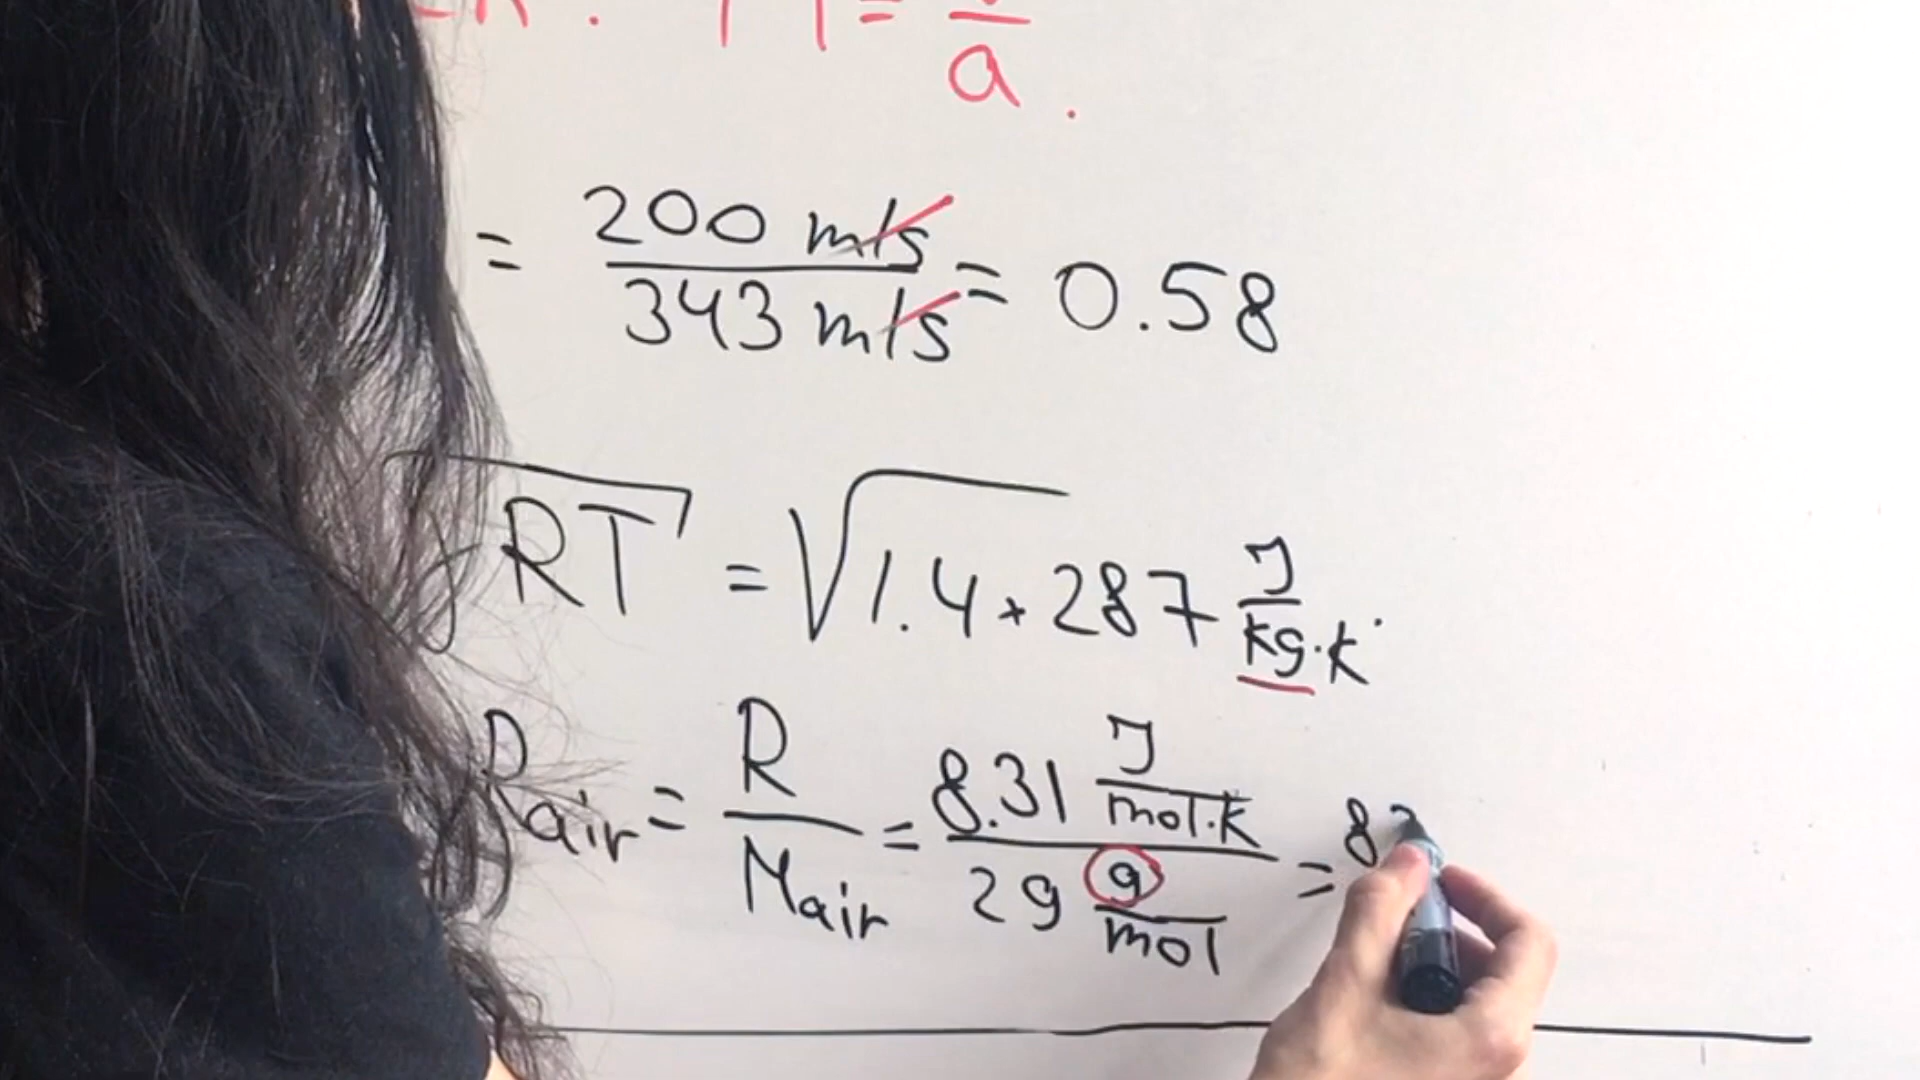 a.
= 200 m/s / 343 m/s = 0.58
RT = √1.4 * 287 J / kg·K
Rair = R / Mair = 8.31 J / mol·K / 29 g / mol = 8